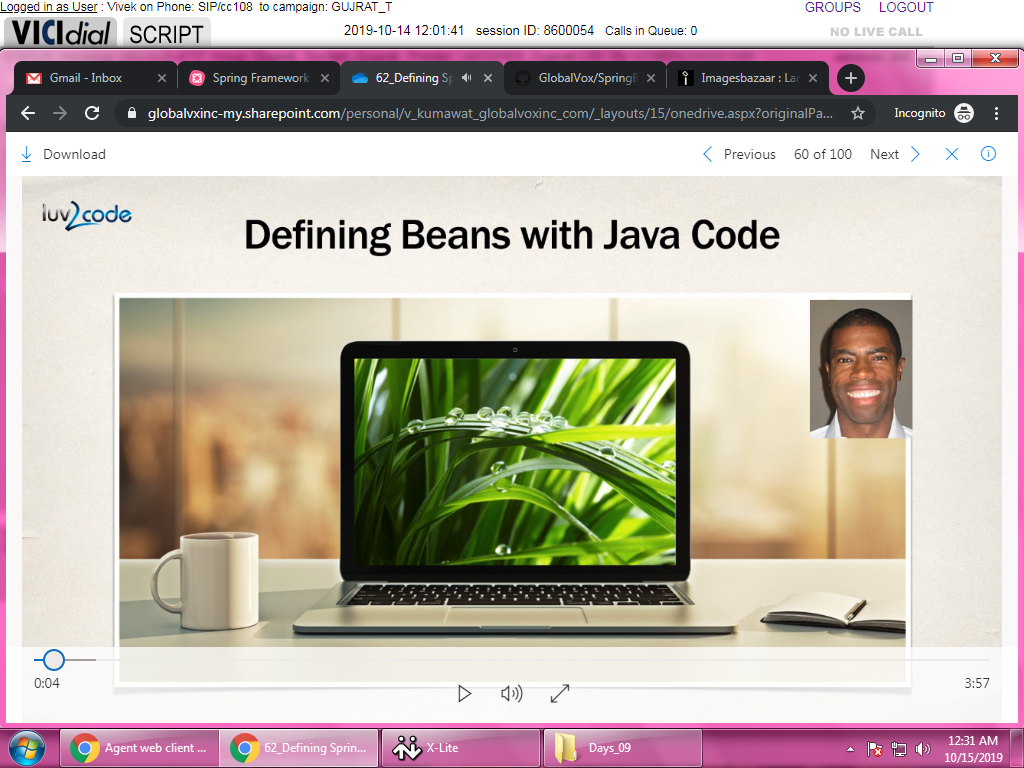 Logged in as User : Vivek on Phone: SIP/cc108 to campaign: GUJRAT_T
GROUPS LOGOUT
VICIdial SCRIPT 2019-10-14 12:01:41 session ID: 8600054 Calls in Queue: 0 NO LIVE CALL
Gmail - Inbox
Spring Framework
62_Defining Sp
GlobalVox/SpringB
Imagesbazaar : Lar
globalvxinc-my.sharepoint.com/personal/v_kumawat_globalvoxinc_com/_layouts/15/onedrive.aspx?originalPa...
Incognito
Download
Previous 60 of 100 Next
luv2code
Defining Beans with Java Code
0:04
3:57
Agent web client ...
62_Defining Sprin...
X-Lite
Days_09
12:31 AM
10/15/2019